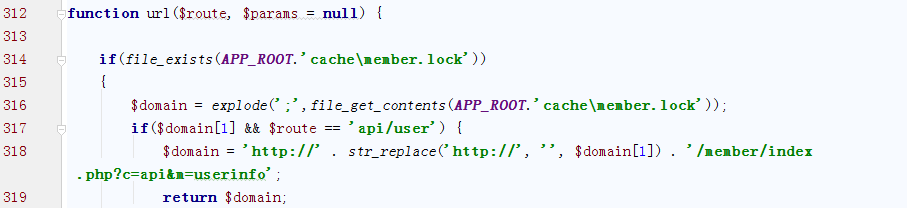 312 function url($route, $params = null) {
313
314 if(file_exists(APP_ROOT.'cache\member.lock'))
315 {
316 $domain = explode(';',file_get_contents(APP_ROOT.'cache\member.lock'));
317 if($domain[1] && $route == 'api/user') {
318 $domain = 'http://' . str_replace('http://', '', $domain[1]) . '/member/index
.php?c=api&m=userinfo';
319 return $domain;